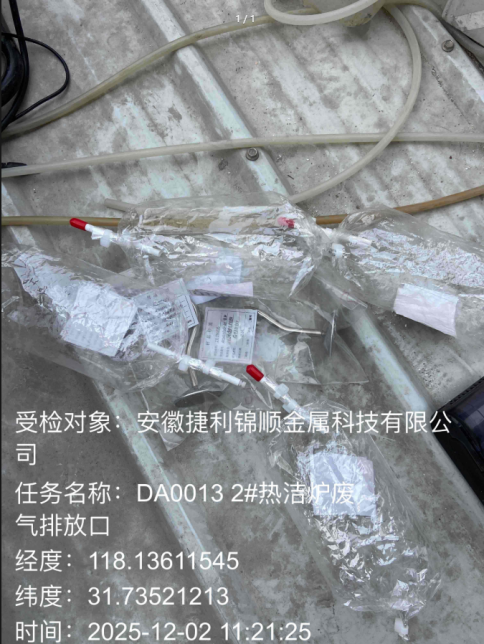 1/1
受检对象：安徽捷利锦顺金属科技有限公
司
任务名称：DA0013 2#热洁炉废
气排放口
经度：118.13611545
纬度：31.73521213
时间：2025-12-02 11:21:25